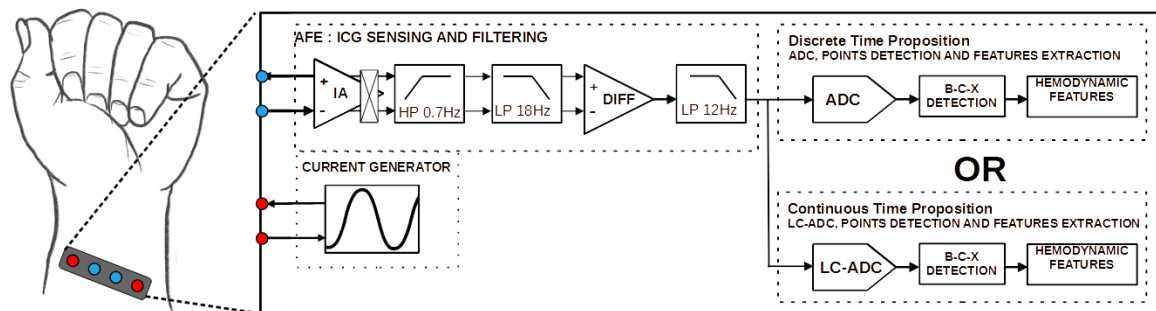 AFE : ICG SENSING AND FILTERING
+
IA
-
HP 0.7Hz
LP 18Hz
+
DIFF
-
LP 12Hz
CURRENT GENERATOR
Discrete Time Proposition
ADC, POINTS DETECTION AND FEATURES EXTRACTION
ADC
B-C-X
DETECTION
HEMODYNAMIC
FEATURES
OR
Continuous Time Proposition
LC-ADC, POINTS DETECTION AND FEATURES EXTRACTION
LC-ADC
B-C-X
DETECTION
HEMODYNAMIC
FEATURES